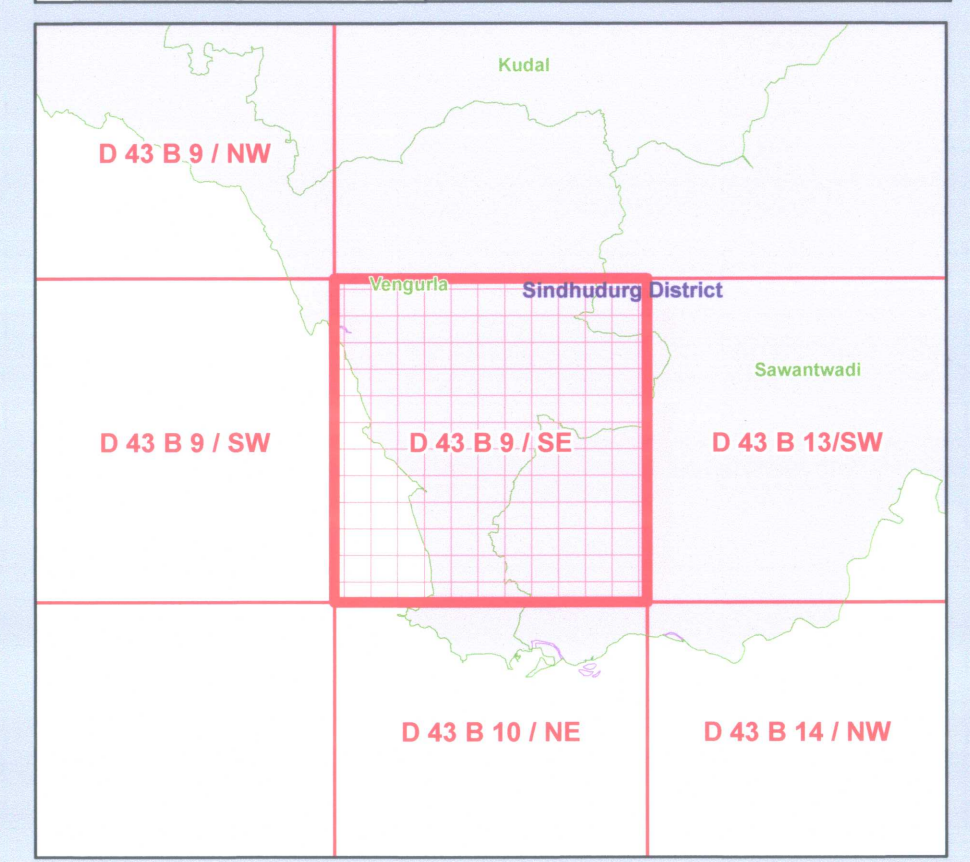 Kudal
D 43 B 9 / NW
Vengurla
Sindhudurg District
Sawantwadi
D 43 B 9 / SW
D 43 B 9 / SE
D 43 B 13/SW
D 43 B 10 / NE
D 43 B 14 / NW